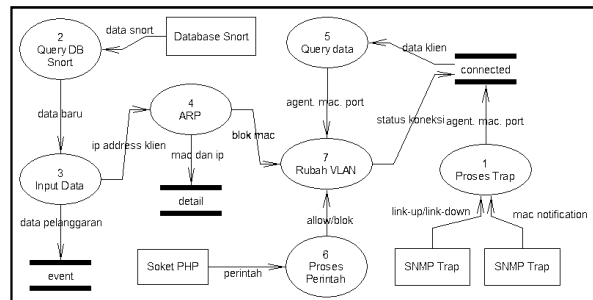 2
Query DB
Snort
data snort
Database Snort
5
Query data
data klien
connected
data baru
4
ARP
agent. mac. port
status koneksi
agent. mac. port
ip address klien
blok mac
3
Input Data
mac dan ip
7
Rubah VLAN
1
Proses Trap
detail
data pelanggaran
allow/blok
link-up/link-down
mac notification
event
Soket PHP
perintah
6
Proses
Perintah
SNMP Trap
SNMP Trap